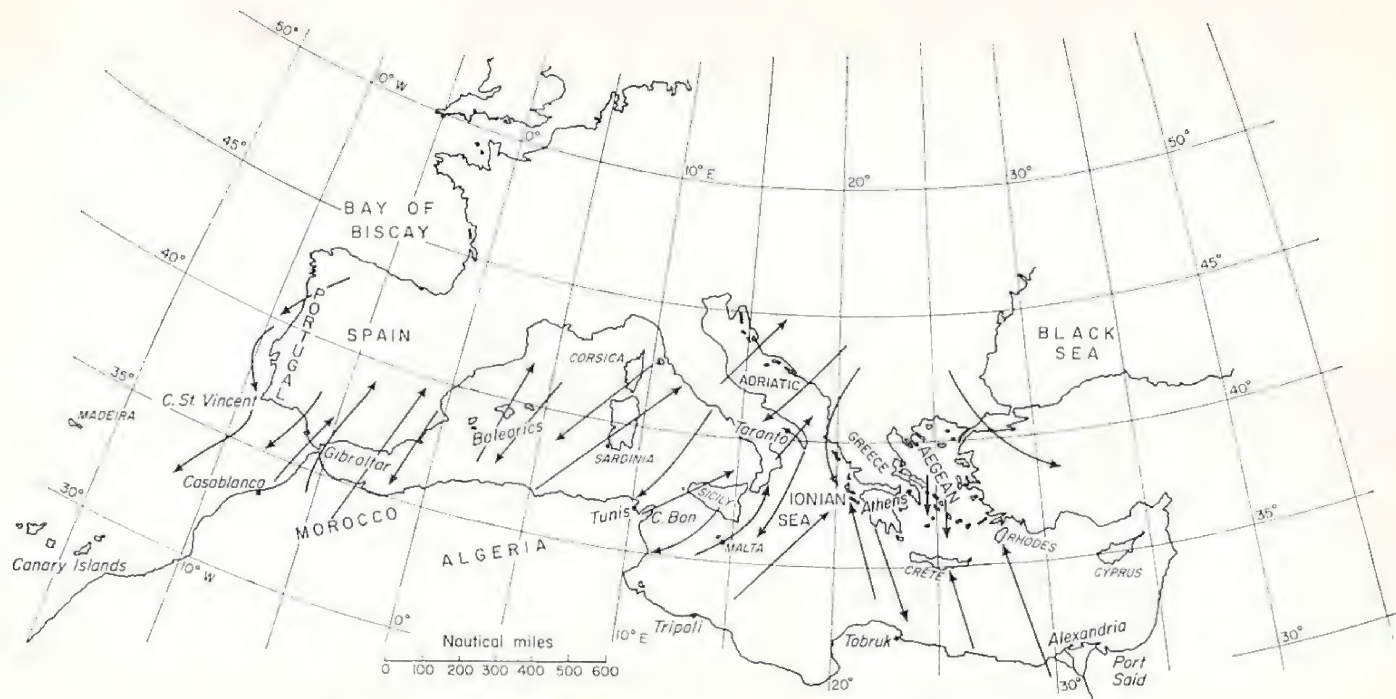 50°
0° W
0°
50°
45°
10° E
20°
30°
BAY OF
BISCAY
40°
45°
PORTUGAL
SPAIN
CORSICA
ADRIATIC
BLACK
SEA
35°
C. St. Vincent
40°
MADEIRA
Balearics
Taranto
GREECE
AEGEAN
Gibraltar
SARDINIA
Casablanca
30°
SICILY
IONIAN
SEA
Athens
MOROCCO
Tunis
C. Bon
35°
Canary Islands
ALGERIA
MALTA
RHODES
10° W
CRETE
CYPRUS
0°
10° E
Tripoli
Tobruk
Alexandria
30°
Nautical miles
Port
Said
0 100 200 300 400 500 600
20°
30°